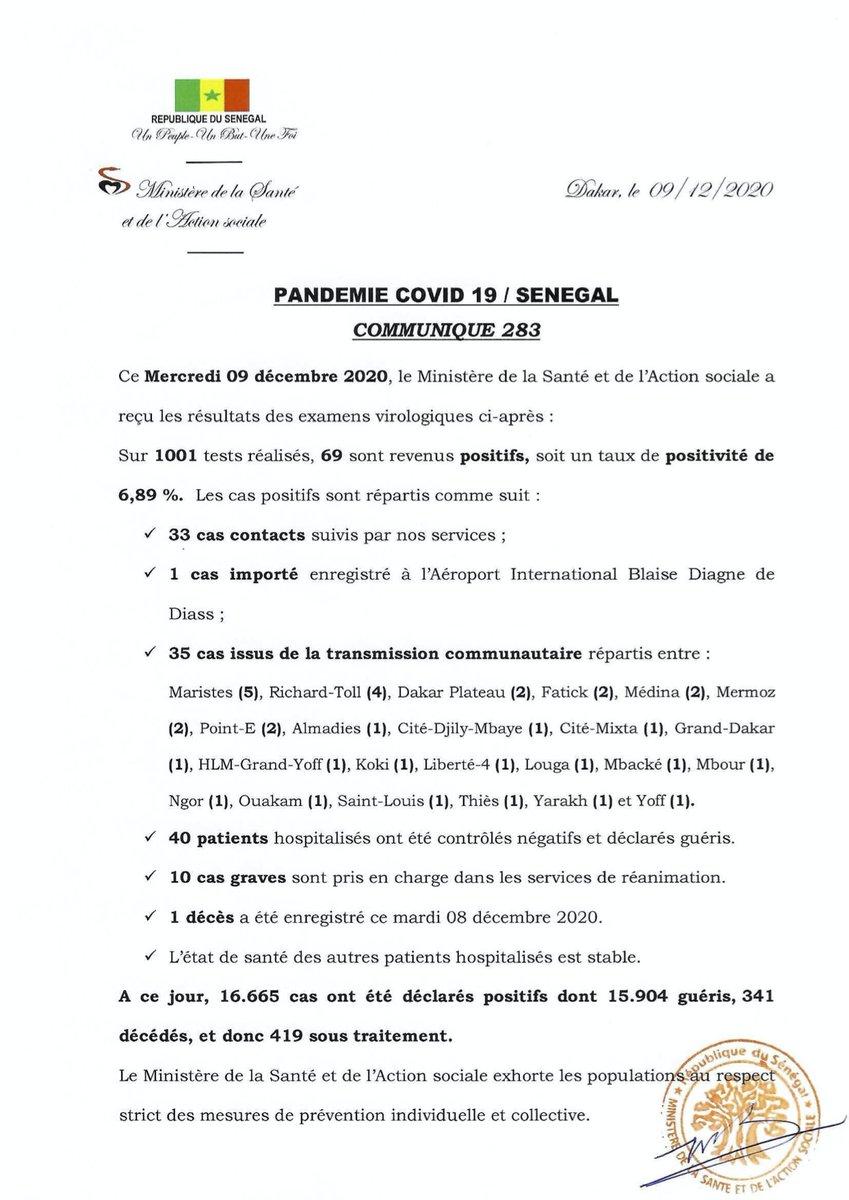 REPUBLIQUE DU SENEGAL
Un Peuple - Un But - Une Foi
Ministère de la Santé
et de l'Action sociale
Dakar, le 09/12/2020
PANDEMIE COVID 19 / SENEGAL
COMMUNIQUE 283
Ce Mercredi 09 décembre 2020, le Ministère de la Santé et de l'Action sociale a
reçu les résultats des examens virologiques ci-après :
Sur 1001 tests réalisés, 69 sont revenus positifs, soit un taux de positivité de
6,89 %. Les cas positifs sont répartis comme suit :
✓ 33 cas contacts suivis par nos services ;
✓ 1 cas importé enregistré à l'Aéroport International Blaise Diagne de
Diass ;
✓ 35 cas issus de la transmission communautaire répartis entre :
Maristes (5), Richard-Toll (4), Dakar Plateau (2), Fatick (2), Médina (2), Mermoz
(2), Point-E (2), Almadies (1), Cité-Djily-Mbaye (1), Cité-Mixta (1), Grand-Dakar
(1), HLM-Grand-Yoff (1), Koki (1), Liberté-4 (1), Louga (1), Mbacké (1), Mbour (1),
Ngor (1), Ouakam (1), Saint-Louis (1), Thiès (1), Yarakh (1) et Yoff (1).
✓ 40 patients hospitalisés ont été contrôlés négatifs et déclarés guéris.
✓ 10 cas graves sont pris en charge dans les services de réanimation.
✓ 1 décès a été enregistré ce mardi 08 décembre 2020.
✓ L'état de santé des autres patients hospitalisés est stable.
A ce jour, 16.665 cas ont été déclarés positifs dont 15.904 guéris, 341
décédés, et donc 419 sous traitement.
Le Ministère de la Santé et de l'Action sociale exhorte les populations au respect
strict des mesures de prévention individuelle et collective.
République du Sénégal
MINISTERE DE LA SANTE ET DE L'ACTION SOCIALE